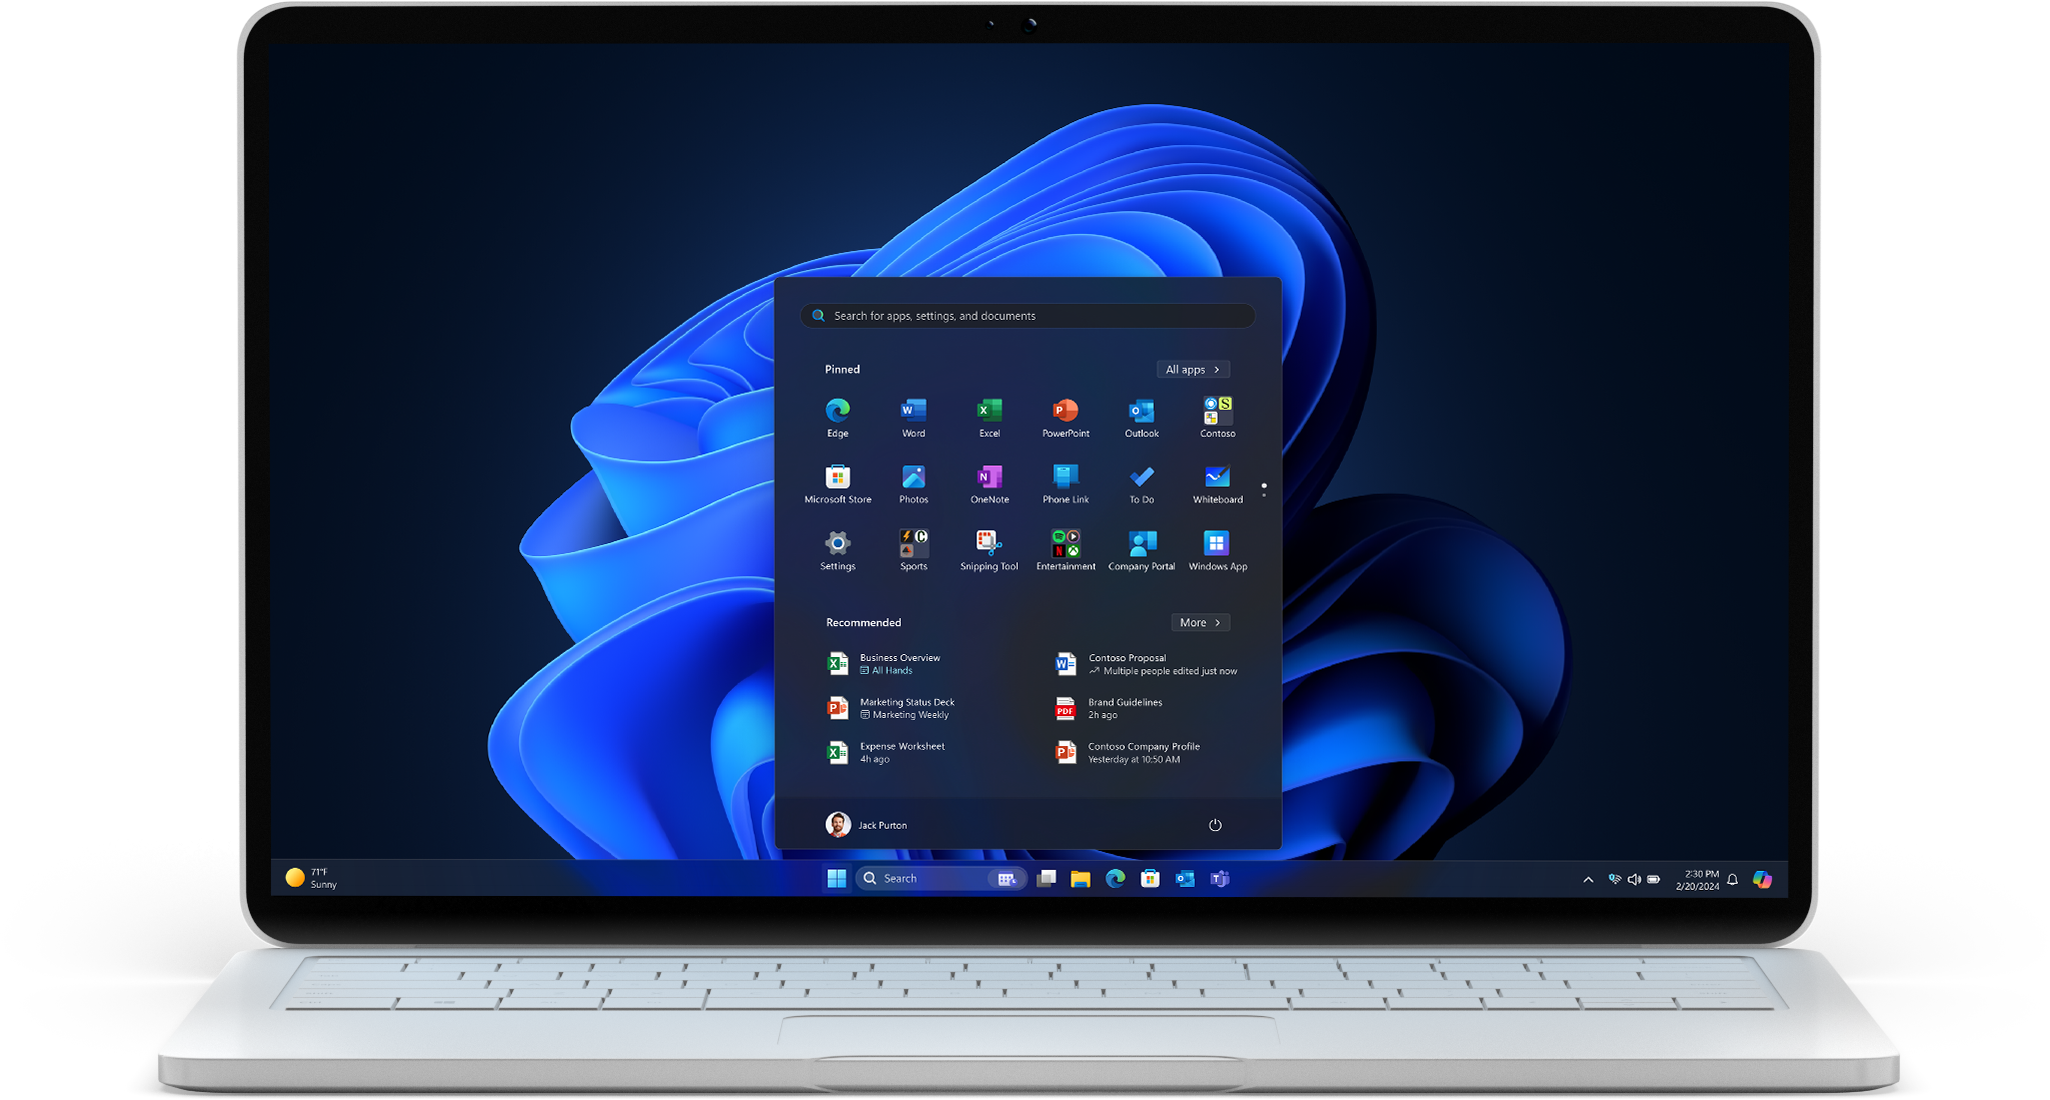 Search for apps, settings, and documents
Pinned
All apps
Edge
Word
Excel
PowerPoint
Outlook
Contoso
Microsoft Store
Photos
OneNote
Phone Link
To Do
Whiteboard
Settings
Sports
Snipping Tool
Entertainment
Company Portal
Windows App
Recommended
More
Business Overview
All Hands
Contoso Proposal
Multiple people edited just now
Marketing Status Deck
Marketing Weekly
Brand Guidelines
2h ago
PDF
Expense Worksheet
4h ago
Contoso Company Profile
Yesterday at 10:50 AM
Jack Purton
71°F
Sunny
Search
2:30 PM
2/20/2024